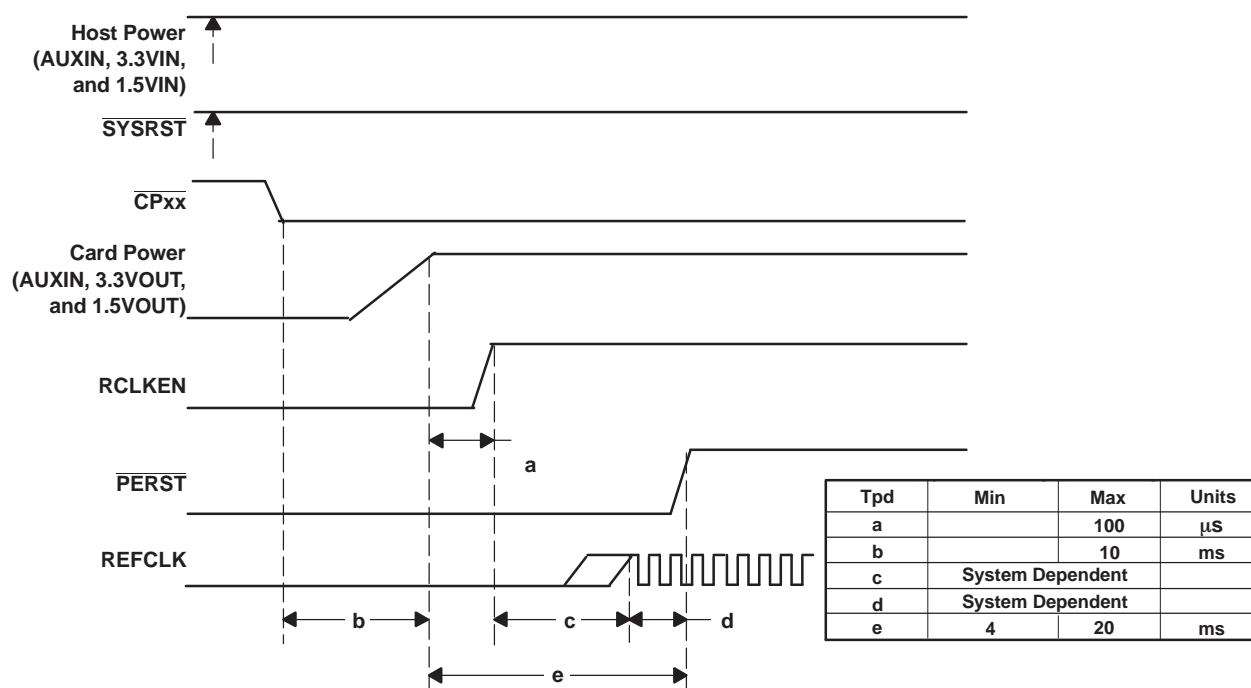 Host Power
(AUXIN, 3.3VIN,
and 1.5VIN)
SYSRST
CPxx
Card Power
(AUXIN, 3.3VOUT,
and 1.5VOUT)
RCLKEN
a
PERST
REFCLK
b
c
d
e
Tpd Min Max Units
a 100 μs
b 10 ms
c System Dependent
d System Dependent
e 4 20 ms